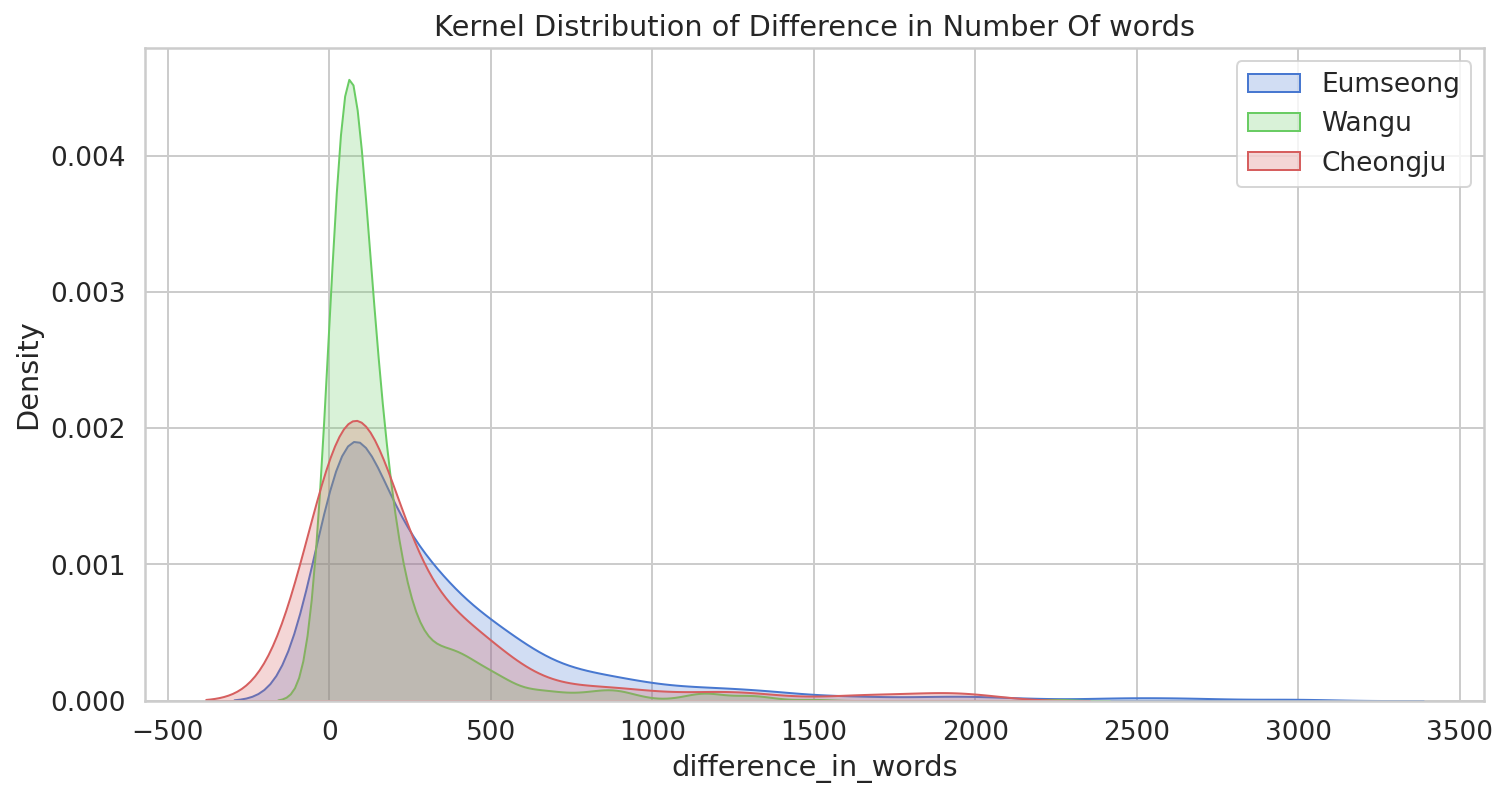 Kernel Distribution of Difference in Number Of words
Eumseong
Wangu
Cheongju
Density
0.004
0.003
0.002
0.001
0.000
−500 0 500 1000 1500 2000 2500 3000 3500
difference_in_words